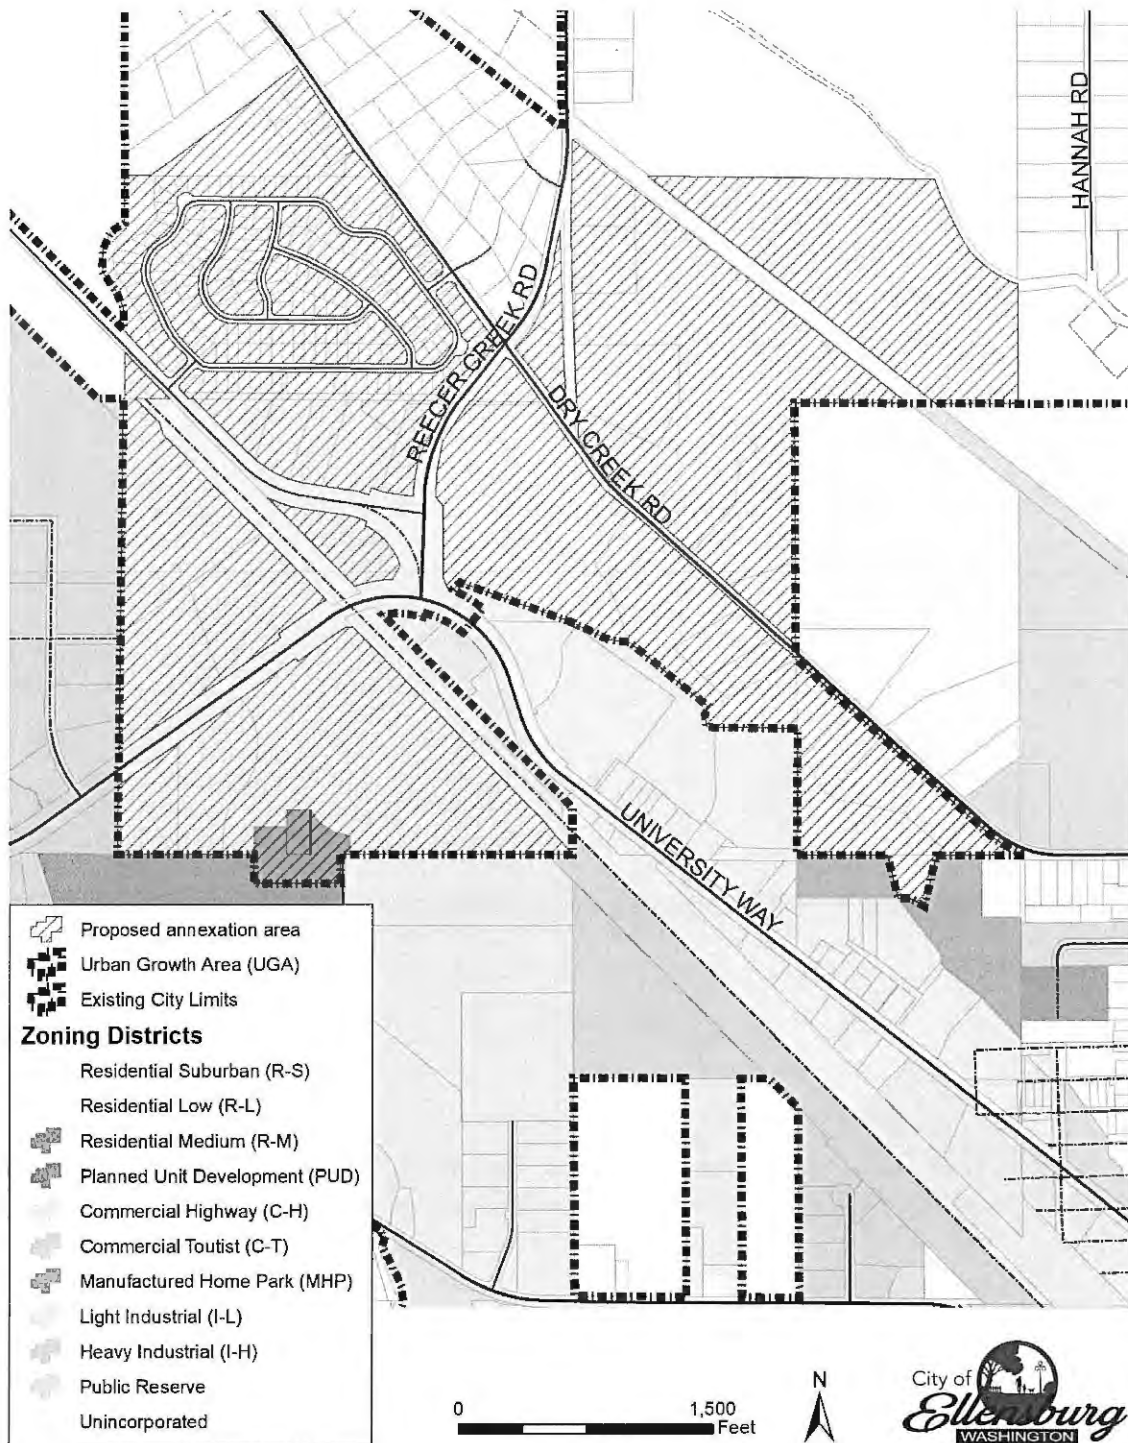 HANNAH RD
REECER CREEK RD
DRY CREEK RD
UNIVERSITY WAY
Proposed annexation area
Urban Growth Area (UGA)
Existing City Limits
Zoning Districts
Residential Suburban (R-S)
Residential Low (R-L)
Residential Medium (R-M)
Planned Unit Development (PUD)
Commercial Highway (C-H)
Commercial Toutist (C-T)
Manufactured Home Park (MHP)
Light Industrial (I-L)
Heavy Industrial (I-H)
Public Reserve
Unincorporated
0 1,500
Feet
N
City of
Ellensburg
WASHINGTON